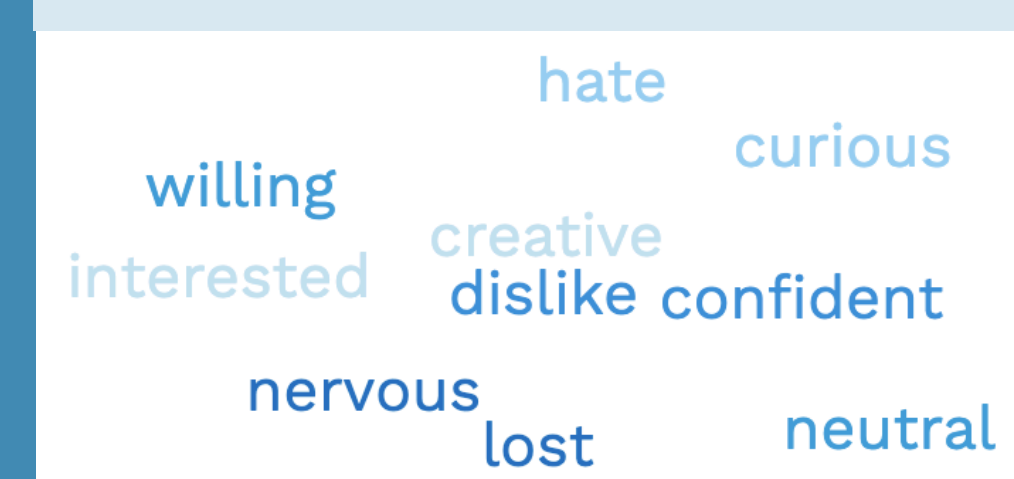 hate
curious
willing
creative
interested
dislike confident
nervous
lost
neutral